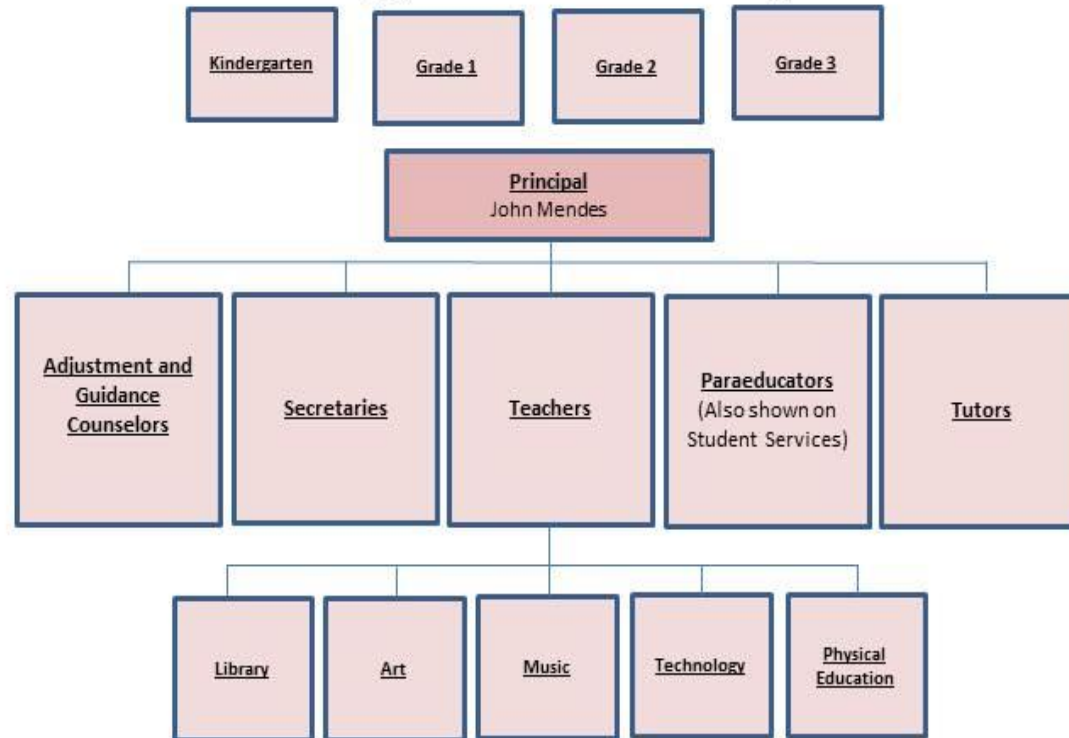 Kindergarten
Grade 1
Grade 2
Grade 3
Principal
John Mendes
Adjustment and
Guidance
Counselors
Secretaries
Teachers
Paraeducators
(Also shown on
Student Services)
Tutors
Library
Art
Music
Technology
Physical
Education